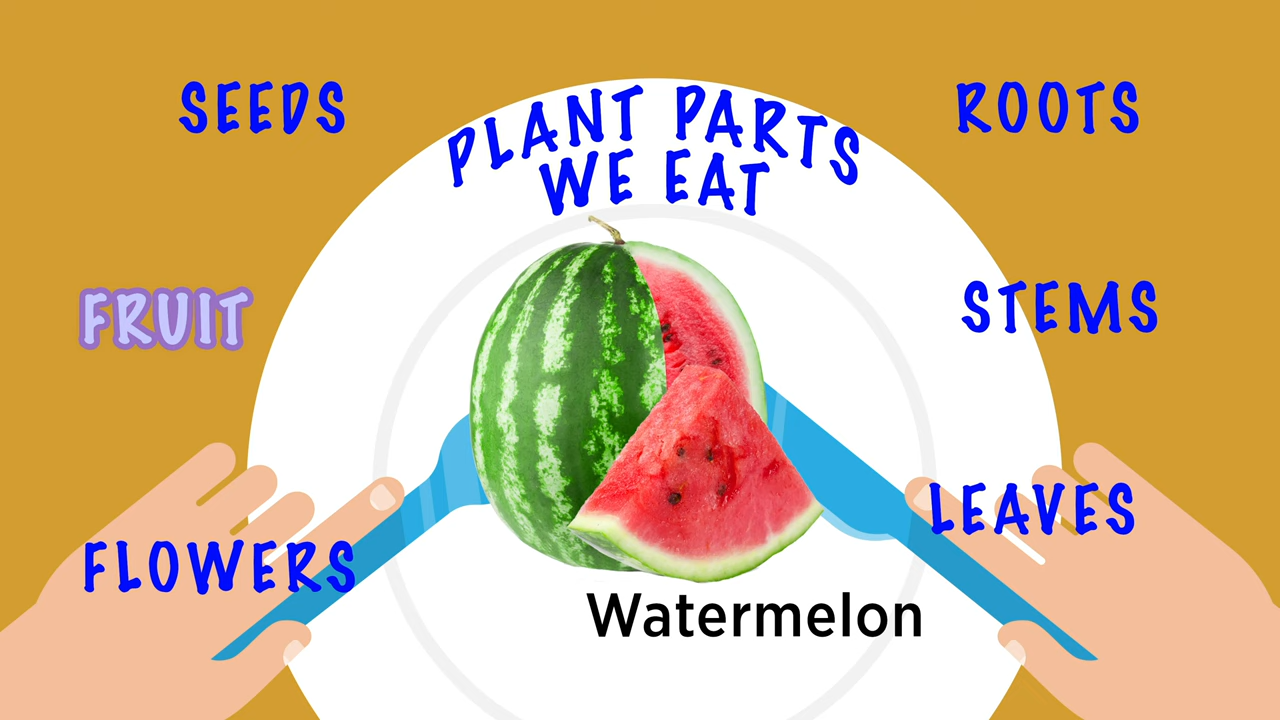 SEEDS
PLANT PARTS
WE EAT
ROOTS
FRUIT
STEMS
LEAVES
FLOWERS
Watermelon